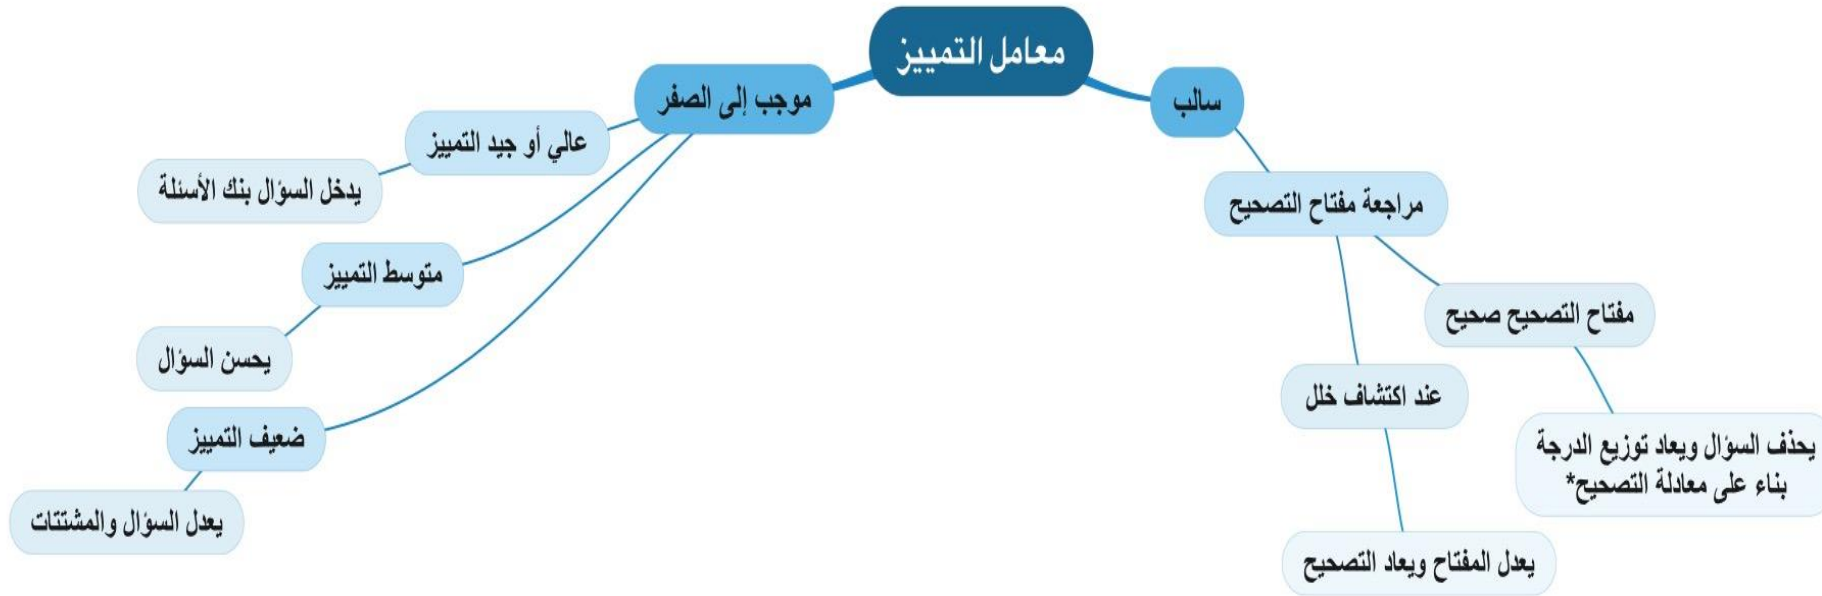 معامل التمييز
سالب
مراجعة مفتاح التصحيح
مفتاح التصحيح صحيح
يحذف السؤال ويعاد توزيع الدرجة
بناء على معادلة التصحيح*
عند اكتشاف خلل
يعدل المفتاح ويعاد التصحيح
موجب إلى الصفر
عالي أو جيد التمييز
يدخل السؤال بنك الأسئلة
متوسط التمييز
يحسن السؤال
ضعيف التمييز
يعدل السؤال والمشتتات